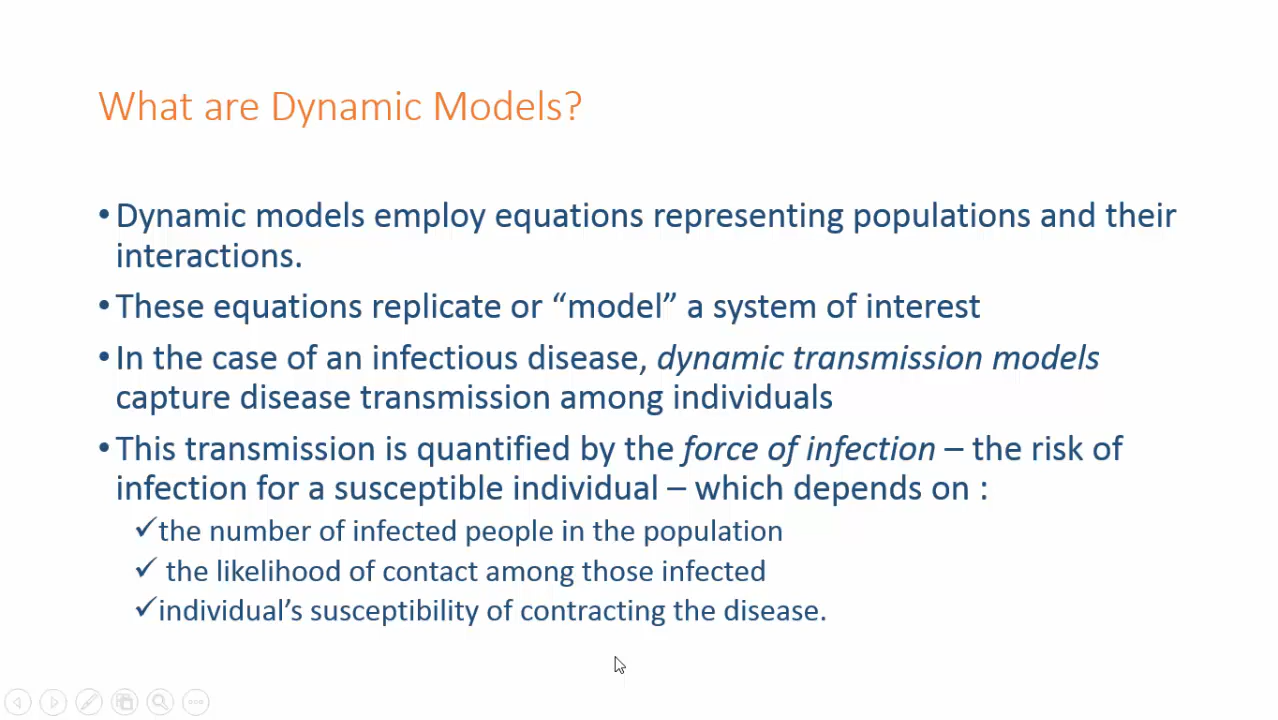 What are Dynamic Models?
•Dynamic models employ equations representing populations and their
interactions.
•These equations replicate or “model” a system of interest
•In the case of an infectious disease, dynamic transmission models
capture disease transmission among individuals
•This transmission is quantified by the force of infection – the risk of
infection for a susceptible individual – which depends on :
✓the number of infected people in the population
✓ the likelihood of contact among those infected
✓individual’s susceptibility of contracting the disease.